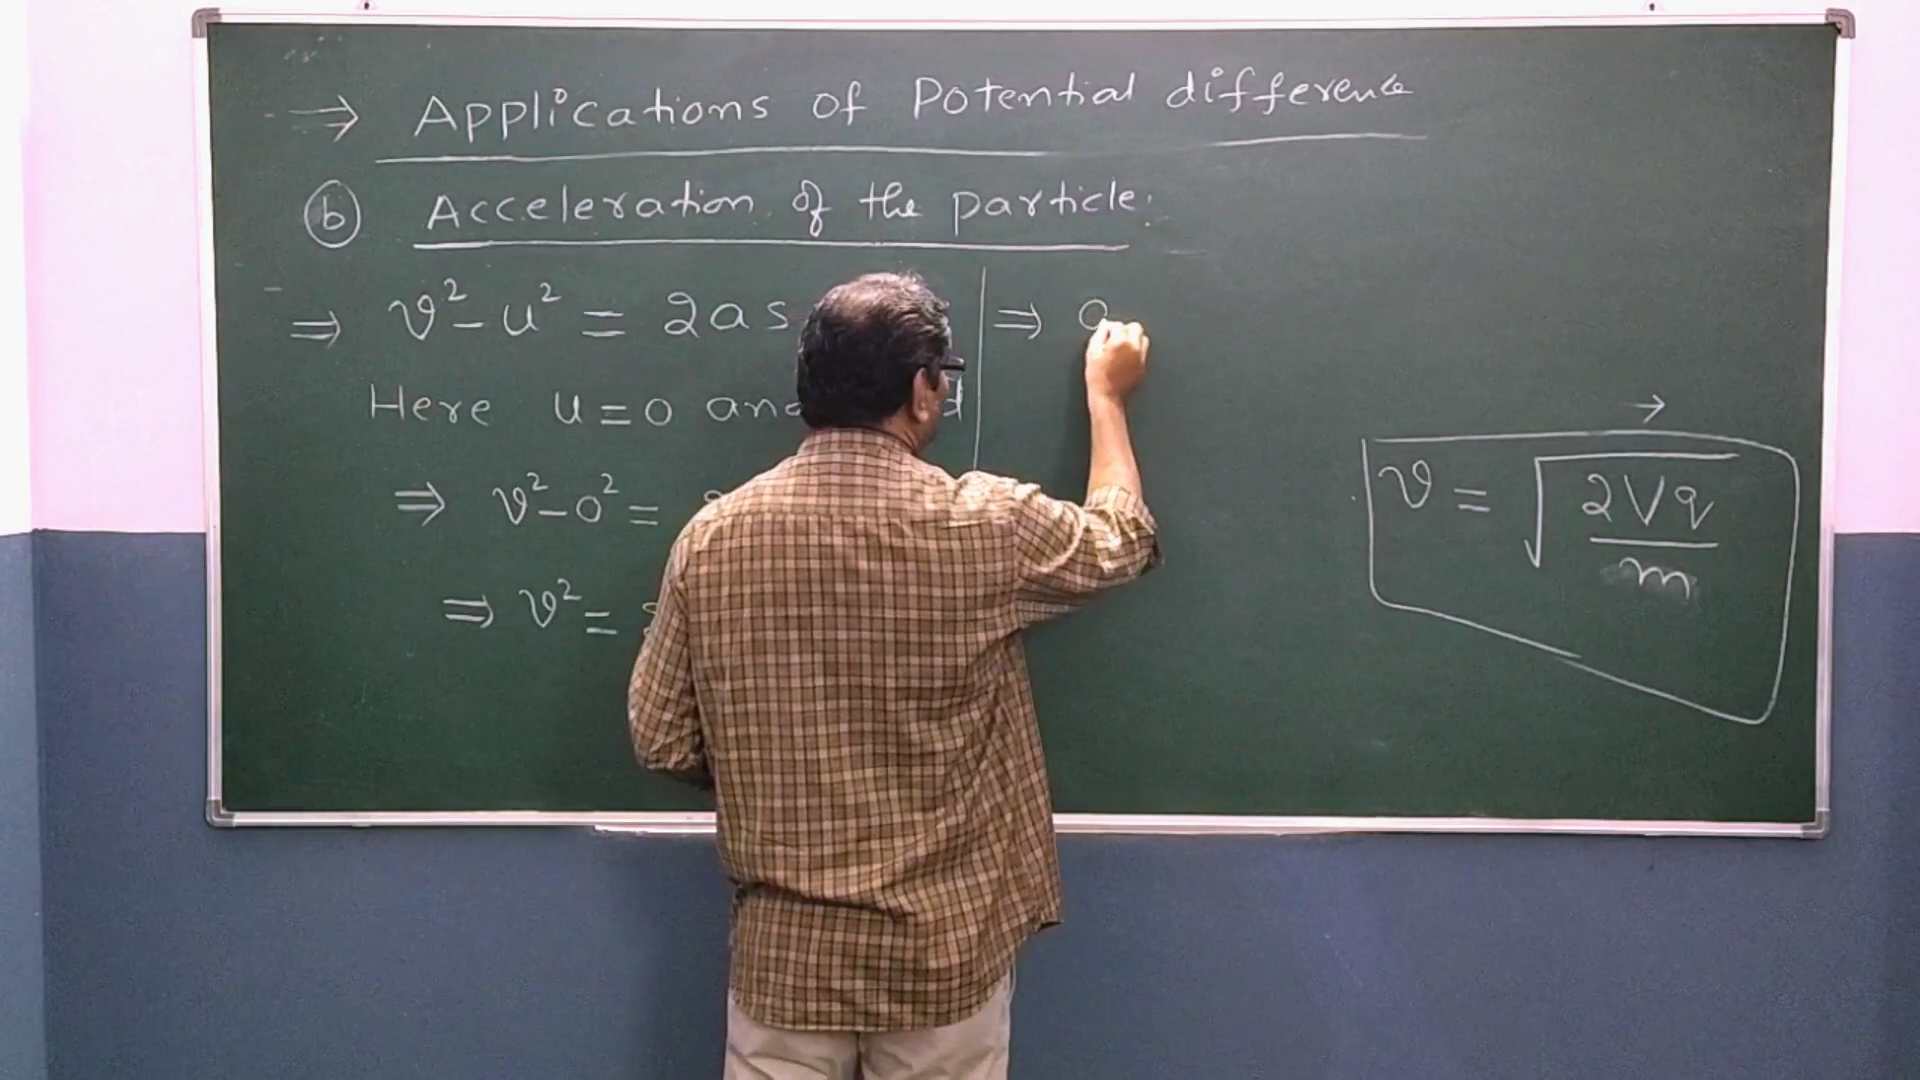 ⇒ Applications of Potential difference
ⓑ Acceleration of the particle:
⇒ v² - u² = 2as
Here u = 0 and d
⇒ v² - 0² =
⇒ v² =
⇒ a
→
v = √(2Vq/m)